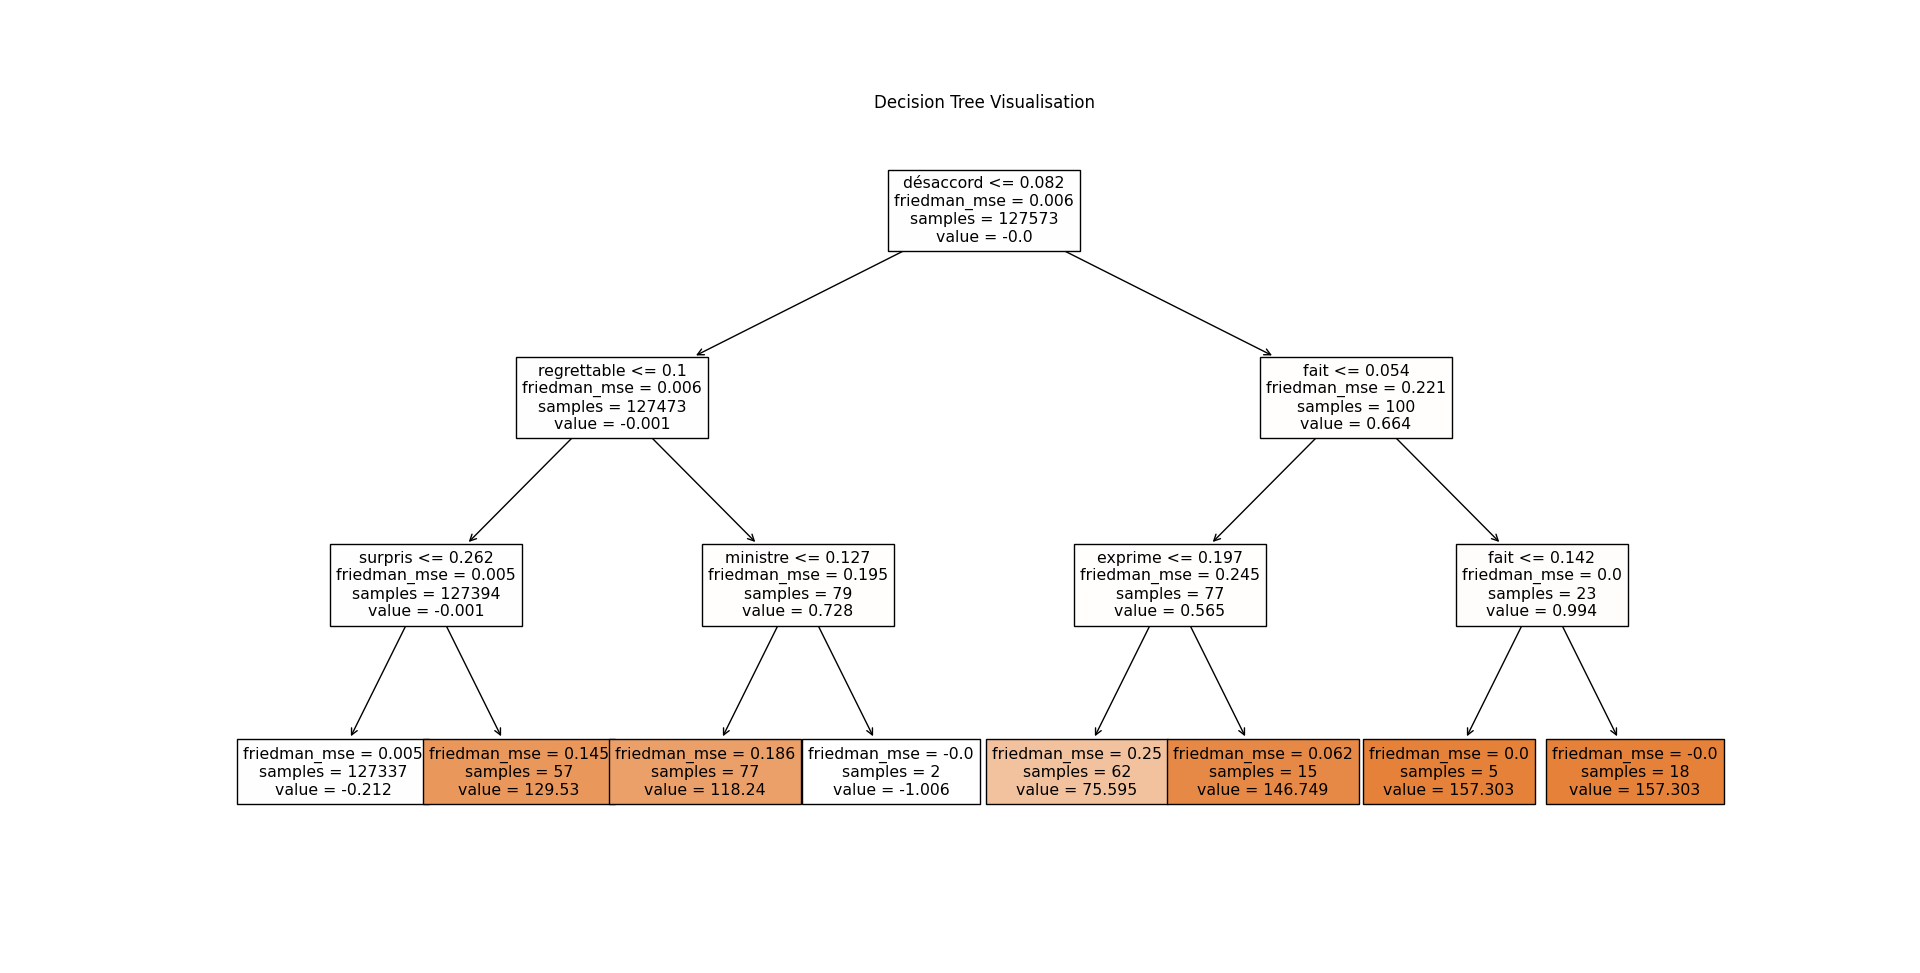 Decision Tree Visualisation
désaccord <= 0.082
friedman_mse = 0.006
samples = 127573
value = -0.0
regrettable <= 0.1
friedman_mse = 0.006
samples = 127473
value = -0.001
fait <= 0.054
friedman_mse = 0.221
samples = 100
value = 0.664
surpris <= 0.262
friedman_mse = 0.005
samples = 127394
value = -0.001
ministre <= 0.127
friedman_mse = 0.195
samples = 79
value = 0.728
exprime <= 0.197
friedman_mse = 0.245
samples = 77
value = 0.565
fait <= 0.142
friedman_mse = 0.0
samples = 23
value = 0.994
friedman_mse = 0.005
samples = 127337
value = -0.212
friedman_mse = 0.145
samples = 57
value = 129.53
friedman_mse = 0.186
samples = 77
value = 118.24
friedman_mse = -0.0
samples = 2
value = -1.006
friedman_mse = 0.25
samples = 62
value = 75.595
friedman_mse = 0.062
samples = 15
value = 146.749
friedman_mse = 0.0
samples = 5
value = 157.303
friedman_mse = -0.0
samples = 18
value = 157.303